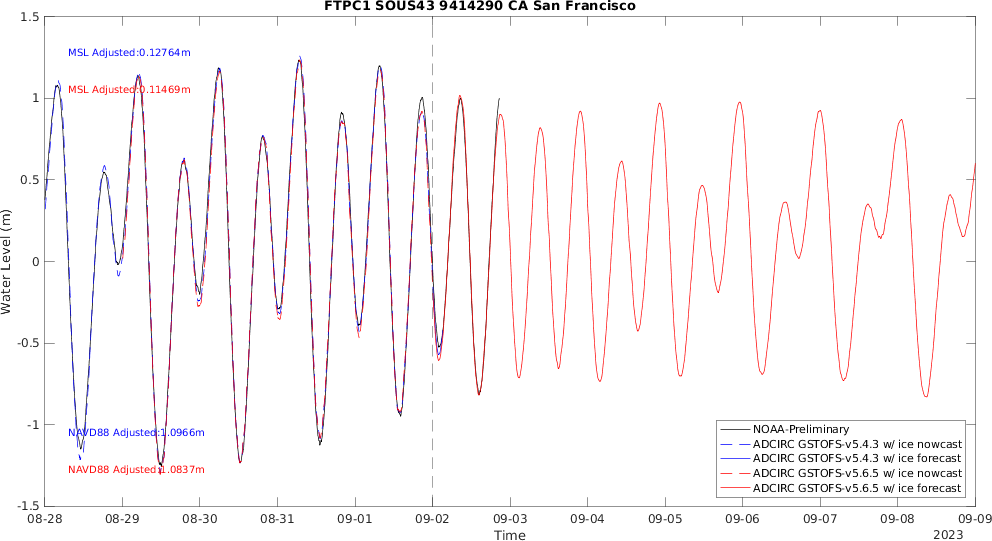 FTPC1 SOUS43 9414290 CA San Francisco
1.5
MSL Adjusted:0.12764m
MSL Adjusted:0.11469m
1
0.5
0
-0.5
-1
-1.5
Water Level (m)
NAVD88 Adjusted:1.0966m
NAVD88 Adjusted:1.0837m
NOAA-Preliminary
ADCIRC GSTOFS-v5.4.3 w/ ice nowcast
ADCIRC GSTOFS-v5.4.3 w/ ice forecast
ADCIRC GSTOFS-v5.6.5 w/ ice nowcast
ADCIRC GSTOFS-v5.6.5 w/ ice forecast
08-28 08-29 08-30 08-31 09-01 09-02 09-03 09-04 09-05 09-06 09-07 09-08 09-09
Time
2023